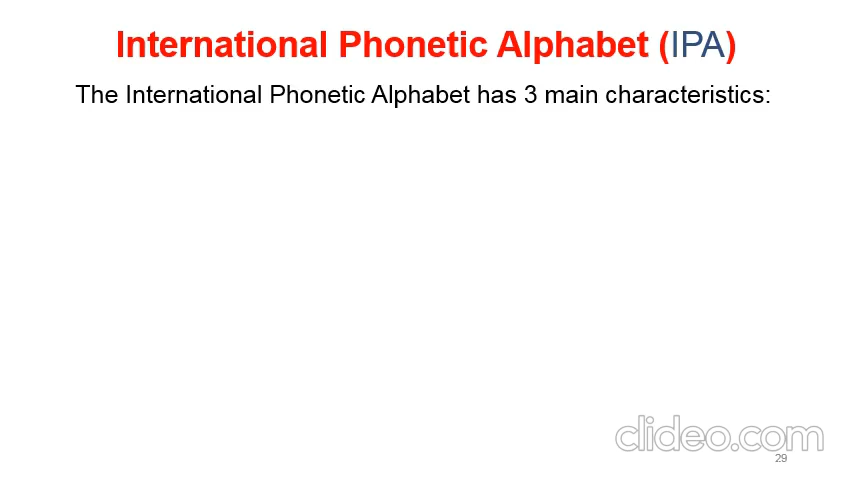 International Phonetic Alphabet (IPA)
The International Phonetic Alphabet has 3 main characteristics:
clideo.com
29